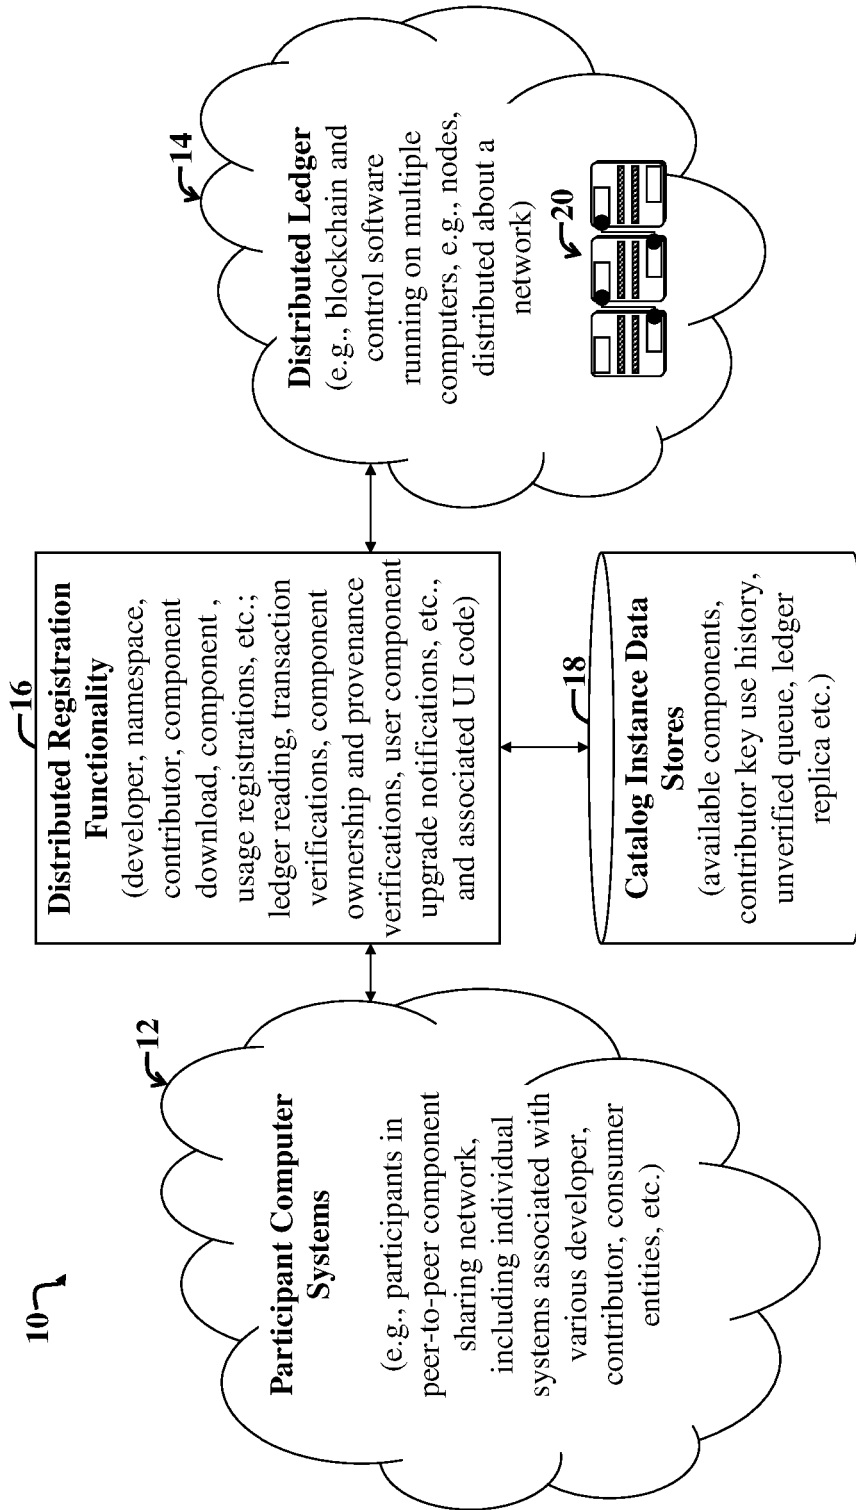 10
12
Participant Computer
Systems
(e.g., participants in
peer-to-peer component
sharing network,
including individual
systems associated with
various developer,
contributor, consumer
entities, etc.)
16
Distributed Registration
Functionality
(developer, namespace,
contributor, component
download, component ,
usage registrations, etc.;
ledger reading, transaction
verifications, component
ownership and provenance
verifications, user component
upgrade notifications, etc.,
and associated UI code)
18
Catalog Instance Data
Stores
(available components,
contributor key use history,
unverified queue, ledger
replica etc.)
14
Distributed Ledger
(e.g., blockchain and
control software
running on multiple
computers, e.g., nodes,
distributed about a
network)
20